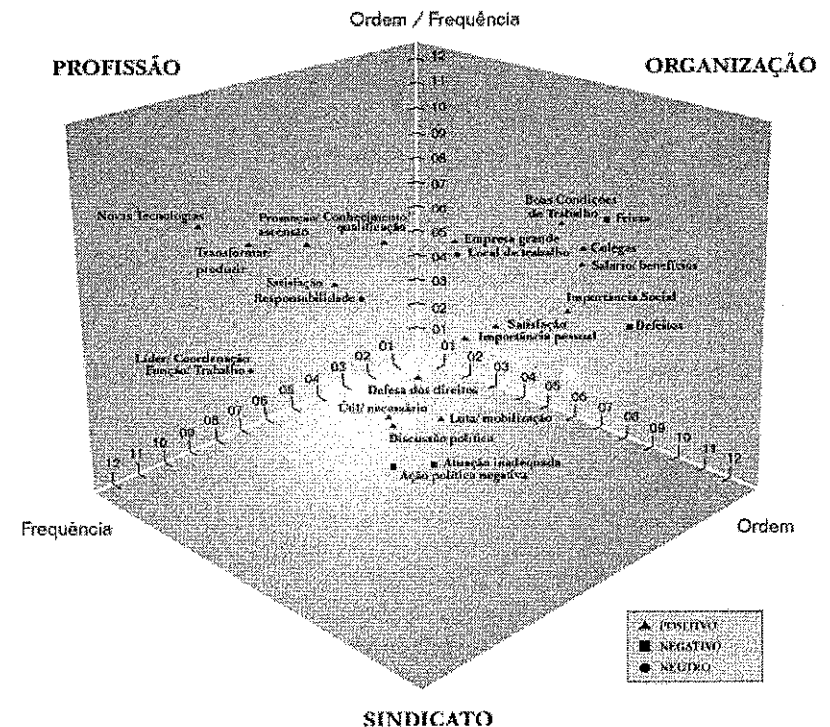 Ordem / Frequência
PROFISSÃO
ORGANIZAÇÃO
12
11
10
09
08
07
06
05
04
03
02
01
Novas Tecnologias
Transformar/
produzir
Promoção/
ascensão
Conhecimento/
qualificação
Satisfação
Responsabilidade
Líder/ Coordenação
Função/ Trabalho
Boas Condições
de Trabalho
Feixas
Empresa grande
Local de trabalho
Colegas
Salário/ benefícios
Importância Social
Satisfação
Importância pessoal
Defeitos
01
02
03
04
05
06
07
08
09
10
11
12
01
02
03
04
05
06
07
08
09
10
11
12
Defesa dos direitos
Útil/ necessário
Luta/ mobilização
Discussão política
Atuação inadequada
Ação política negativa
Frequência
Ordem
POSITIVO
NEGATIVO
NEUTRO
SINDICATO